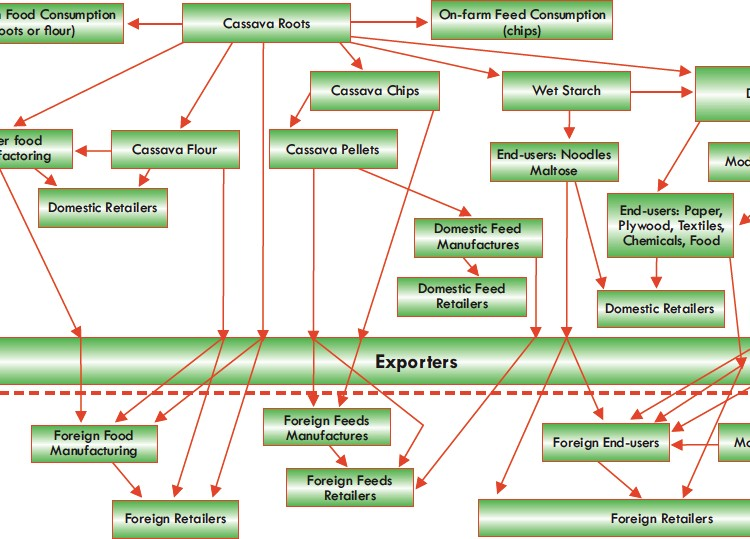 Food Consumption
oots or flour)
Cassava Roots
On-farm Feed Consumption
(chips)
Cassava Chips
Wet Starch
D
er food
factoring
Cassava Flour
Cassava Pellets
End-users: Noodles
Maltose
Mod
Domestic Retailers
Domestic Feed
Manufactures
End-users: Paper,
Plywood, Textiles,
Chemicals, Food
Domestic Feed
Retailers
Domestic Retailers
Exporters
Foreign Food
Manufacturing
Foreign Feeds
Manufactures
Foreign End-users
Mo
Foreign Feeds
Retailers
Foreign Retailers
Foreign Retailers